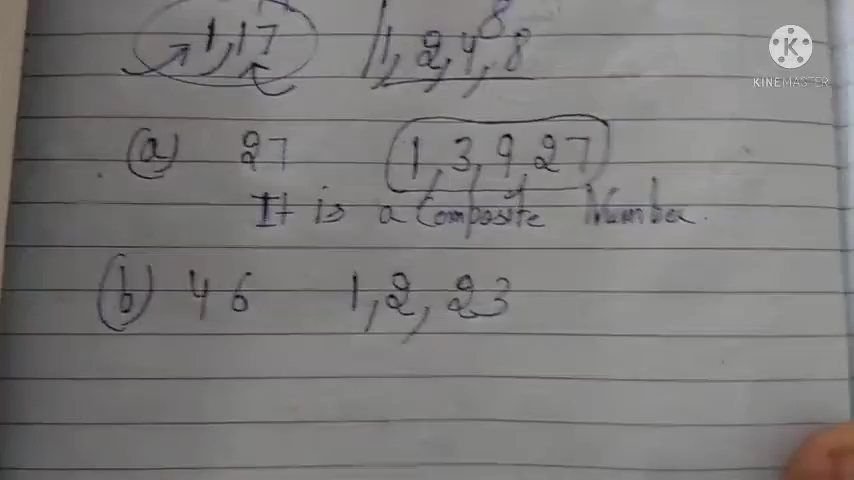 8
1,17 1,2,4,8
K
KINEMASTER
(a) 27 1,3,9,27
It is a Composite Number.
(b) 46 1,2,23